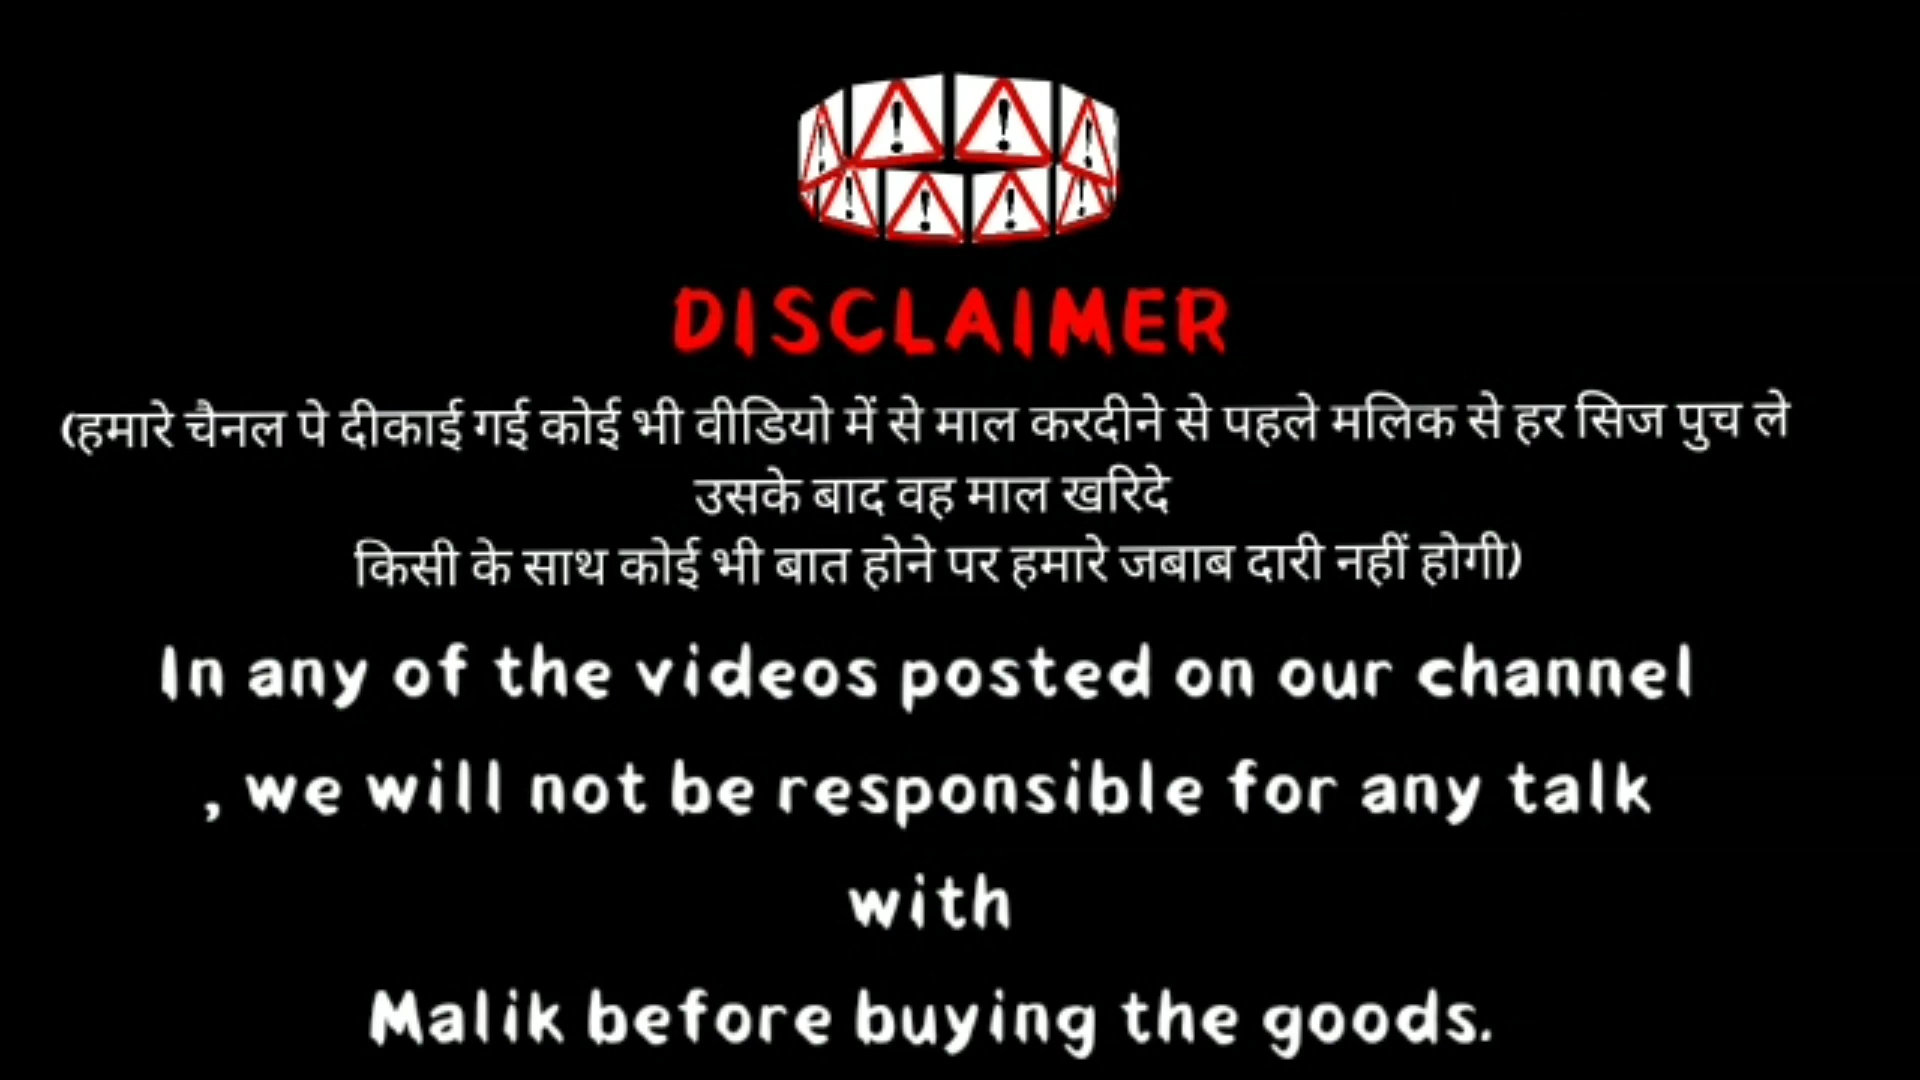 DISCLAIMER
(हमारे चैनल पे दीकाई गई कोई भी वीडियो में से माल करदीने से पहले मलिक से हर सिज पुच ले
उसके बाद वह माल खरिदे
किसी के साथ कोई भी बात होने पर हमारे जबाब दारी नहीं होगी)
In any of the videos posted on our channel
, we will not be responsible for any talk
with
Malik before buying the goods.